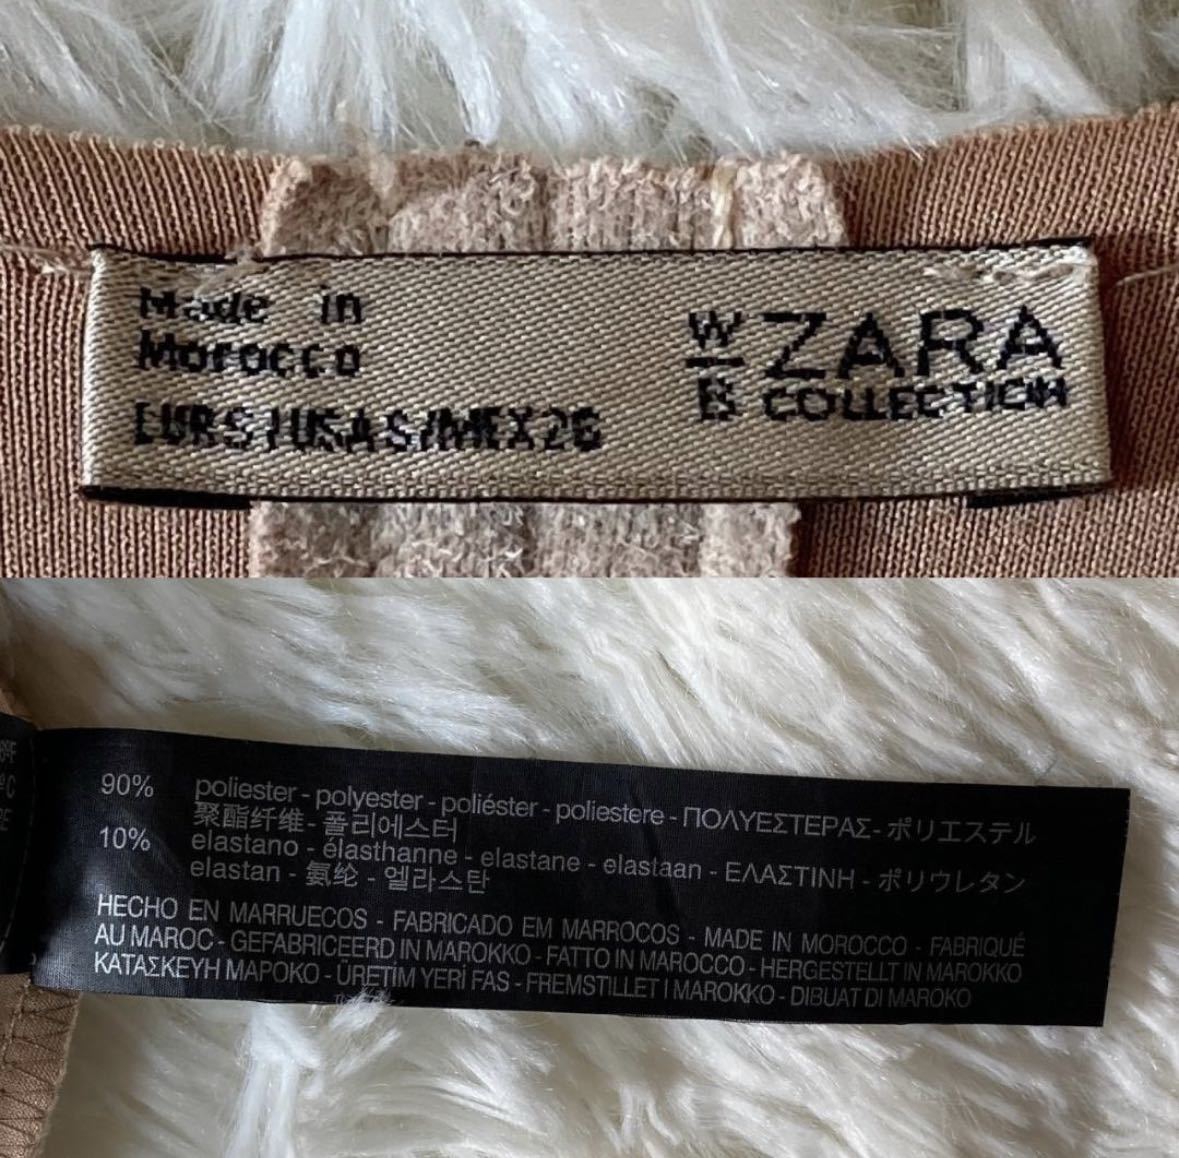 Made in
Morocco
EUR S / USA S / MEX 26
W
B
ZARA
COLLECTION
90% poliester - polyester - poliéster - poliestere - ΠΟΛΥΕΣΤΕΡΑΣ - ポリエステル
聚酯纤维 - 폴리에스터
10% elastano - élasthanne - elastane - elastaan - ΕΛΑΣΤΙΝΗ - ポリウレタン
elastan - 氨纶 - 엘라스탄
HECHO EN MARRUECOS - FABRICADO EM MARROCOS - MADE IN MOROCCO - FABRIQUÉ
AU MAROC - GEFABRICEERD IN MAROKKO - FATTO IN MAROCCO - HERGESTELLT IN MAROKKO
ΚΑΤΑΣΚΕΥΗ ΜΑΡΟΚΟ - ÜRETİM YERİ FAS - FREMSTILLET I MAROKKO - DIBUAT DI MAROKO